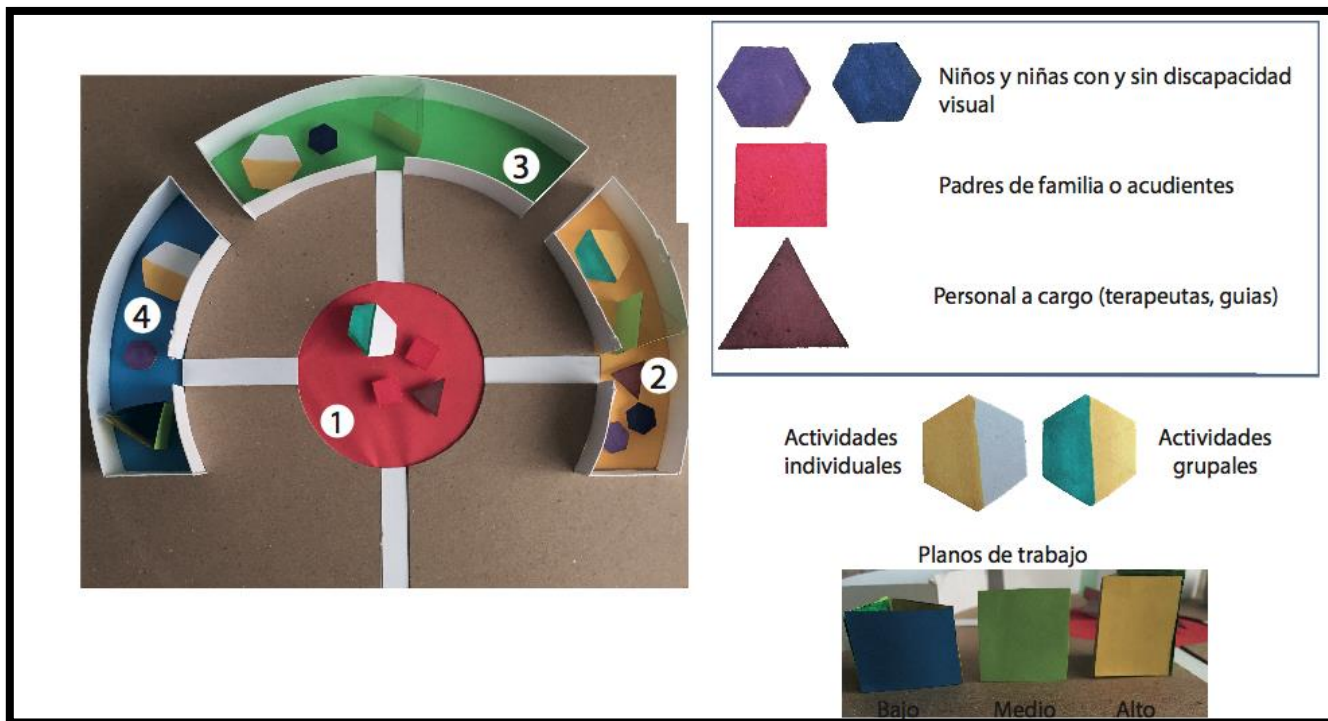 3
4
2
1
Niños y niñas con y sin discapacidad
visual
Padres de familia o acudientes
Personal a cargo (terapeutas, guias)
Actividades
individuales
Actividades
grupales
Planos de trabajo
Bajo
Medio
Alto